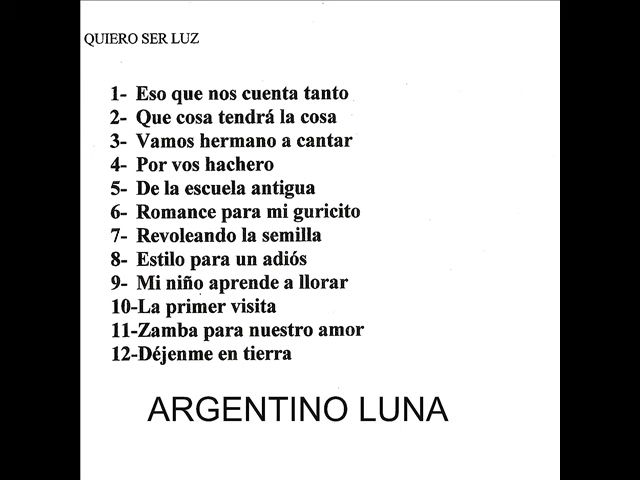 QUIERO SER LUZ
1- Eso que nos cuenta tanto
2- Que cosa tendrá la cosa
3- Vamos hermano a cantar
4- Por vos hachero
5- De la escuela antigua
6- Romance para mi guricito
7- Revoleando la semilla
8- Estilo para un adiós
9- Mi niño aprende a llorar
10-La primer visita
11-Zamba para nuestro amor
12-Déjenme en tierra
ARGENTINO LUNA